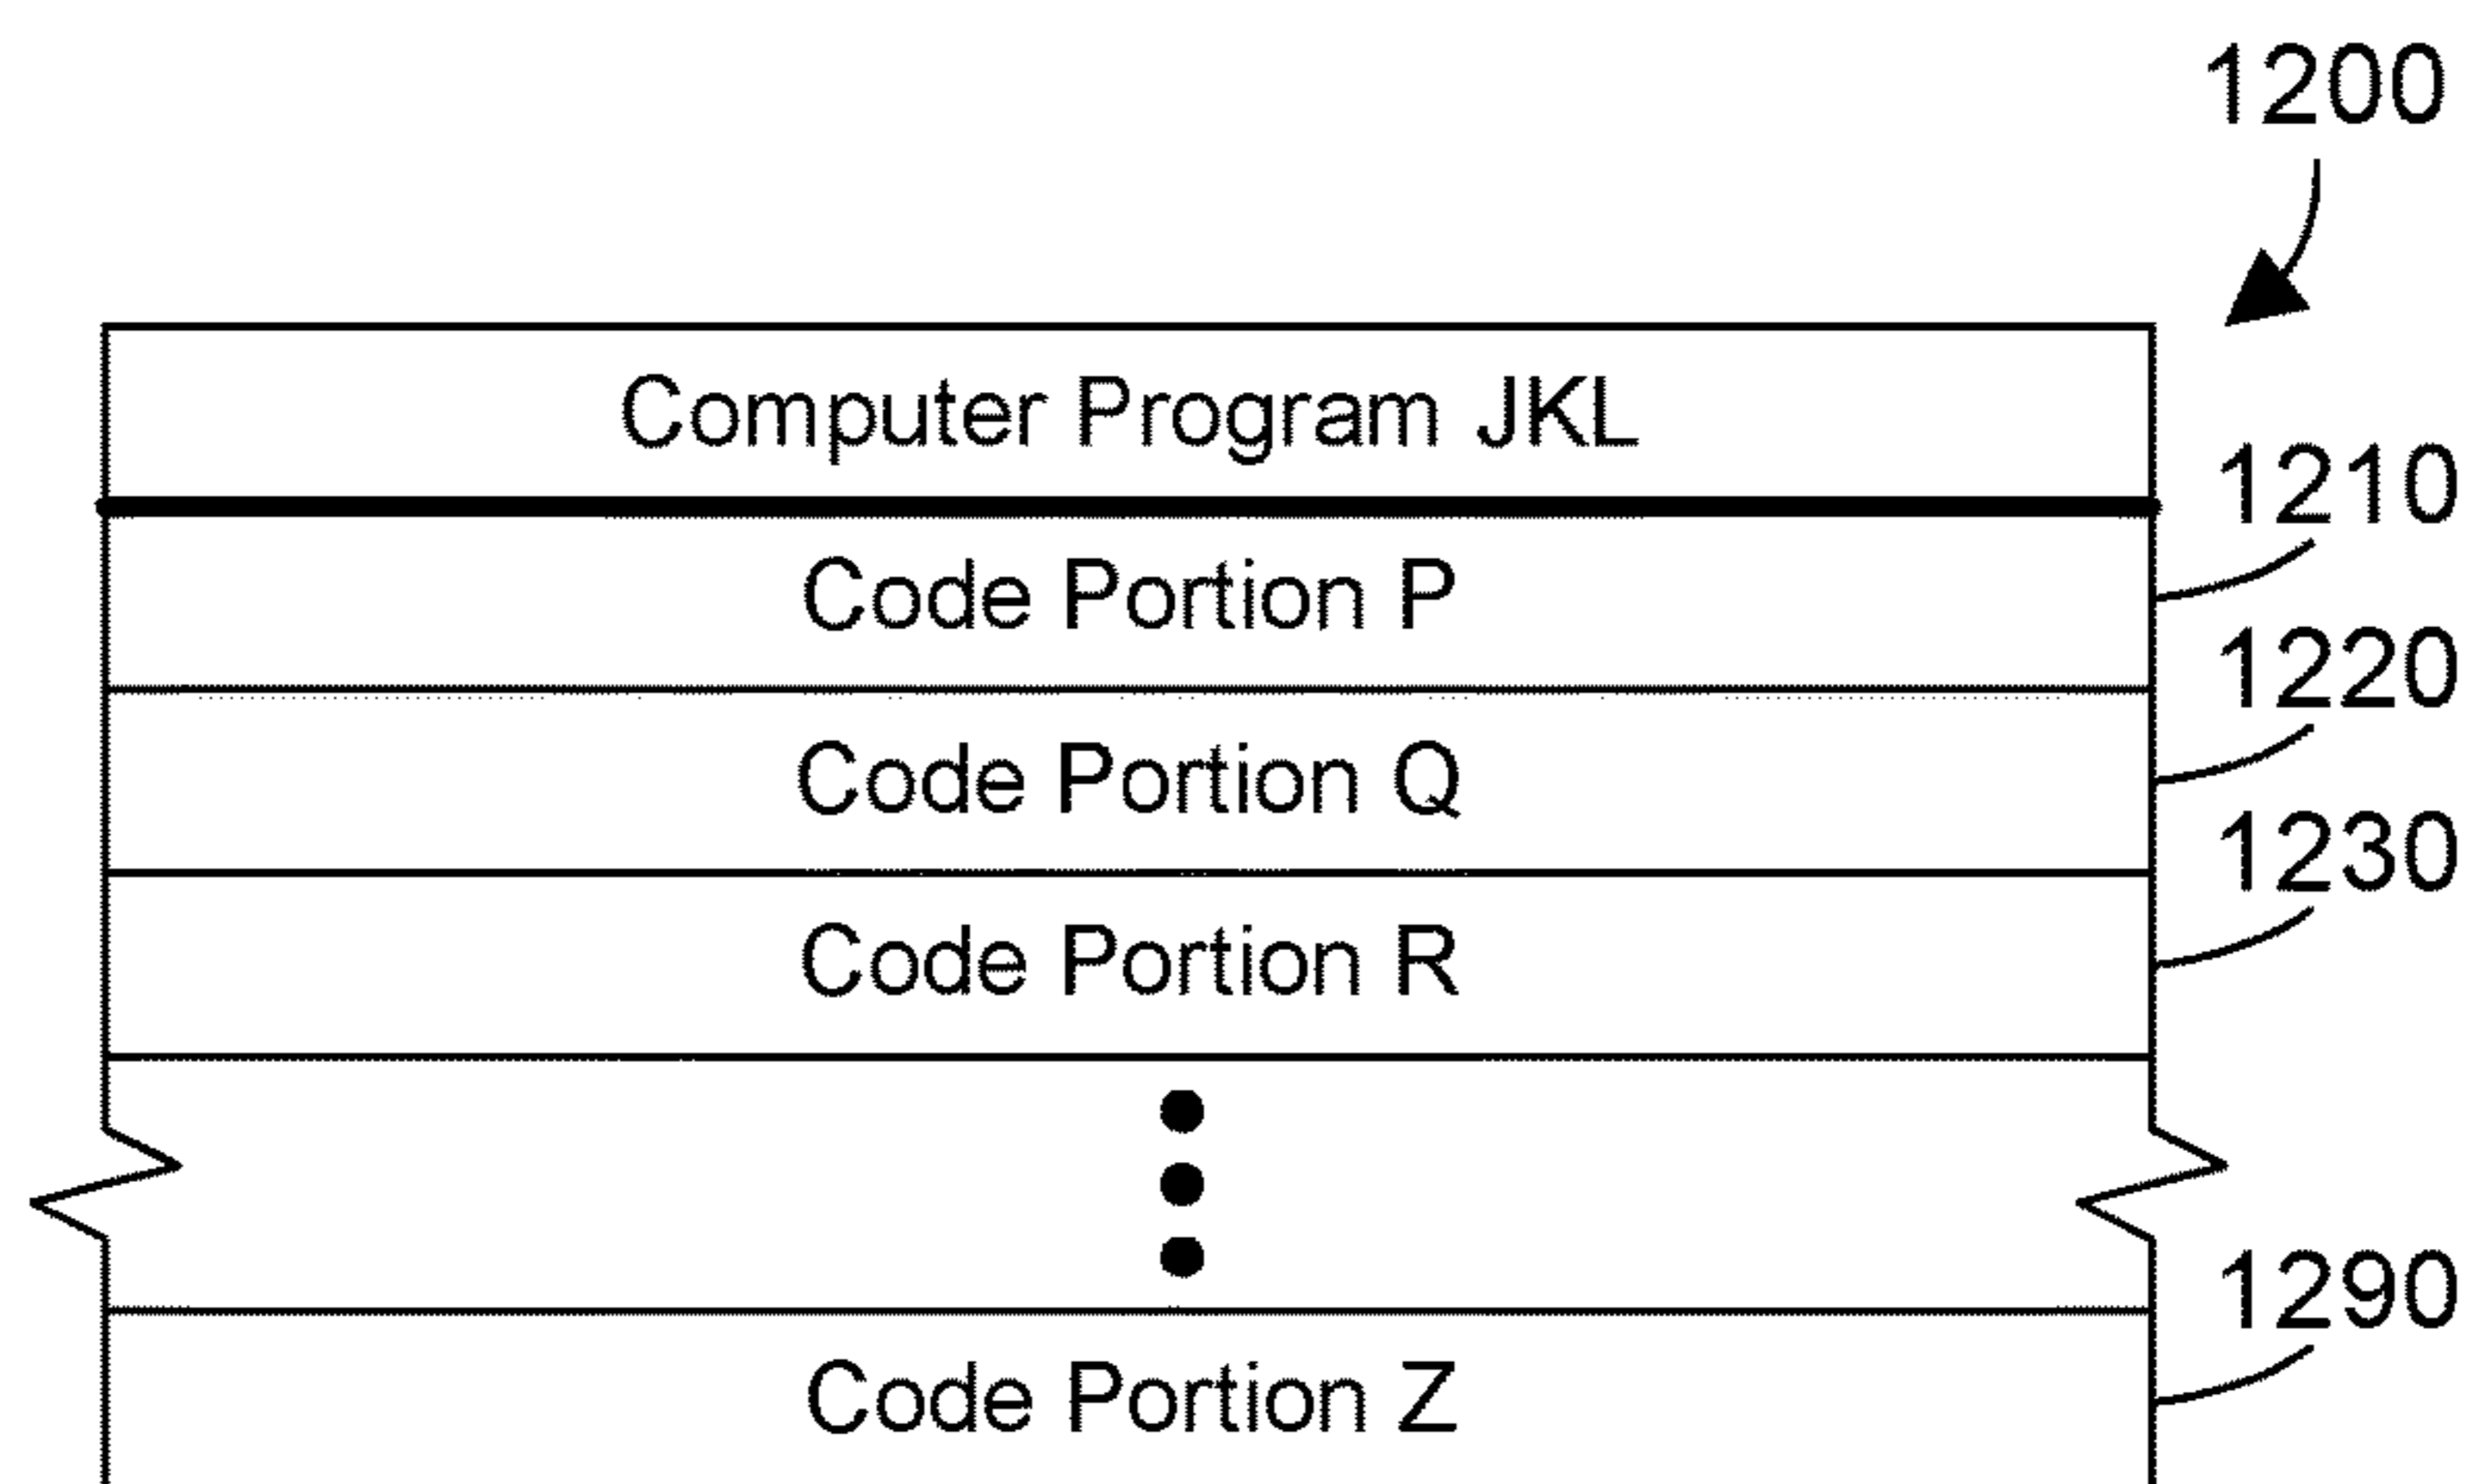 1200
Computer Program JKL
1210
Code Portion P
1220
Code Portion Q
1230
Code Portion R
1290
Code Portion Z